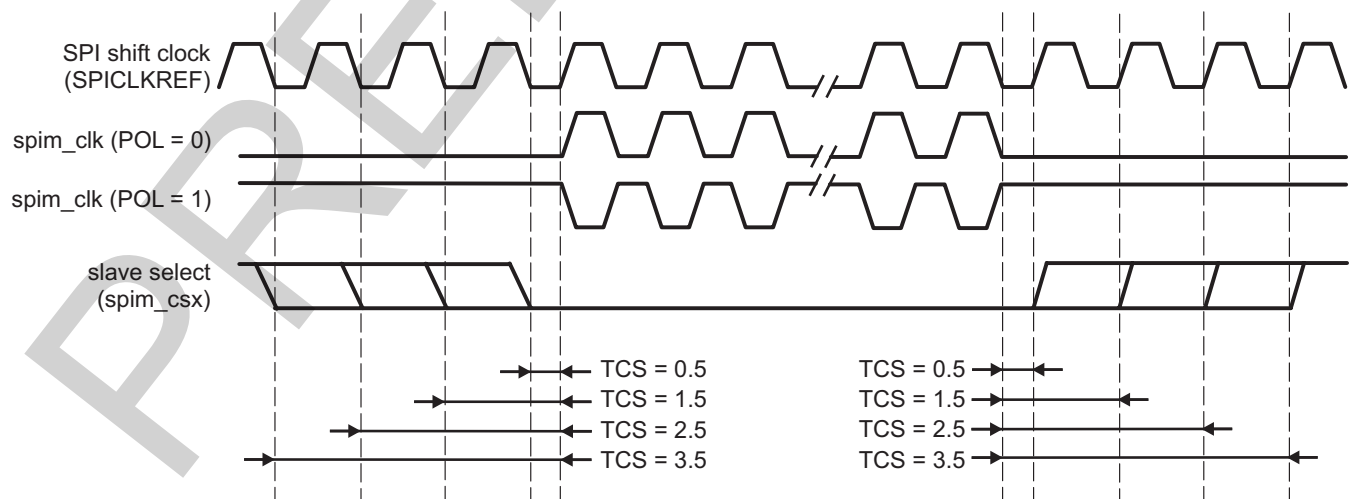 SPI shift clock
(SPICLKREF)
spim_clk (POL = 0)
spim_clk (POL = 1)
slave select
(spim_csx)
TCS = 0.5
TCS = 1.5
TCS = 2.5
TCS = 3.5
TCS = 0.5
TCS = 1.5
TCS = 2.5
TCS = 3.5
PRE